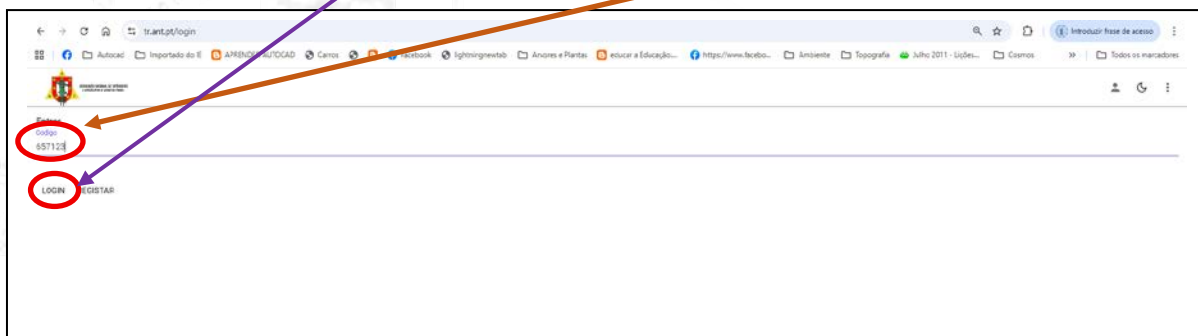 tr.ant.pt/login
Introduzir frase de acesso
Autocad Importado do IE APRENDER AUTOCAD Carros Facebook lightningnewtab Arvores e Plantas educar a Educação... https://www.facebo... Ambiente Topografia Julho 2011 - Lições... Cosmos » Todos os marcadores
Entrar
Codigo
657123
LOGIN REGISTAR